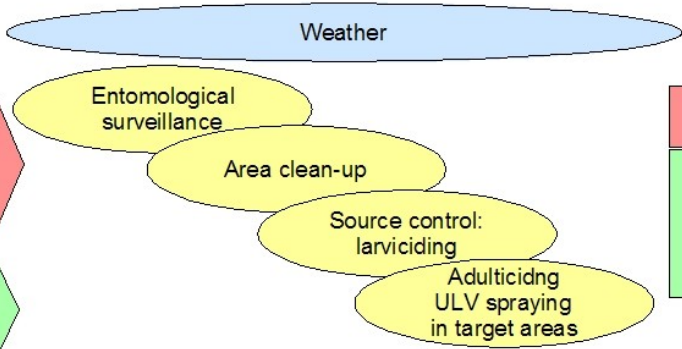 Weather
Entomological
surveillance
Area clean-up
Source control:
larviciding
Adulticidng
ULV spraying
in target areas